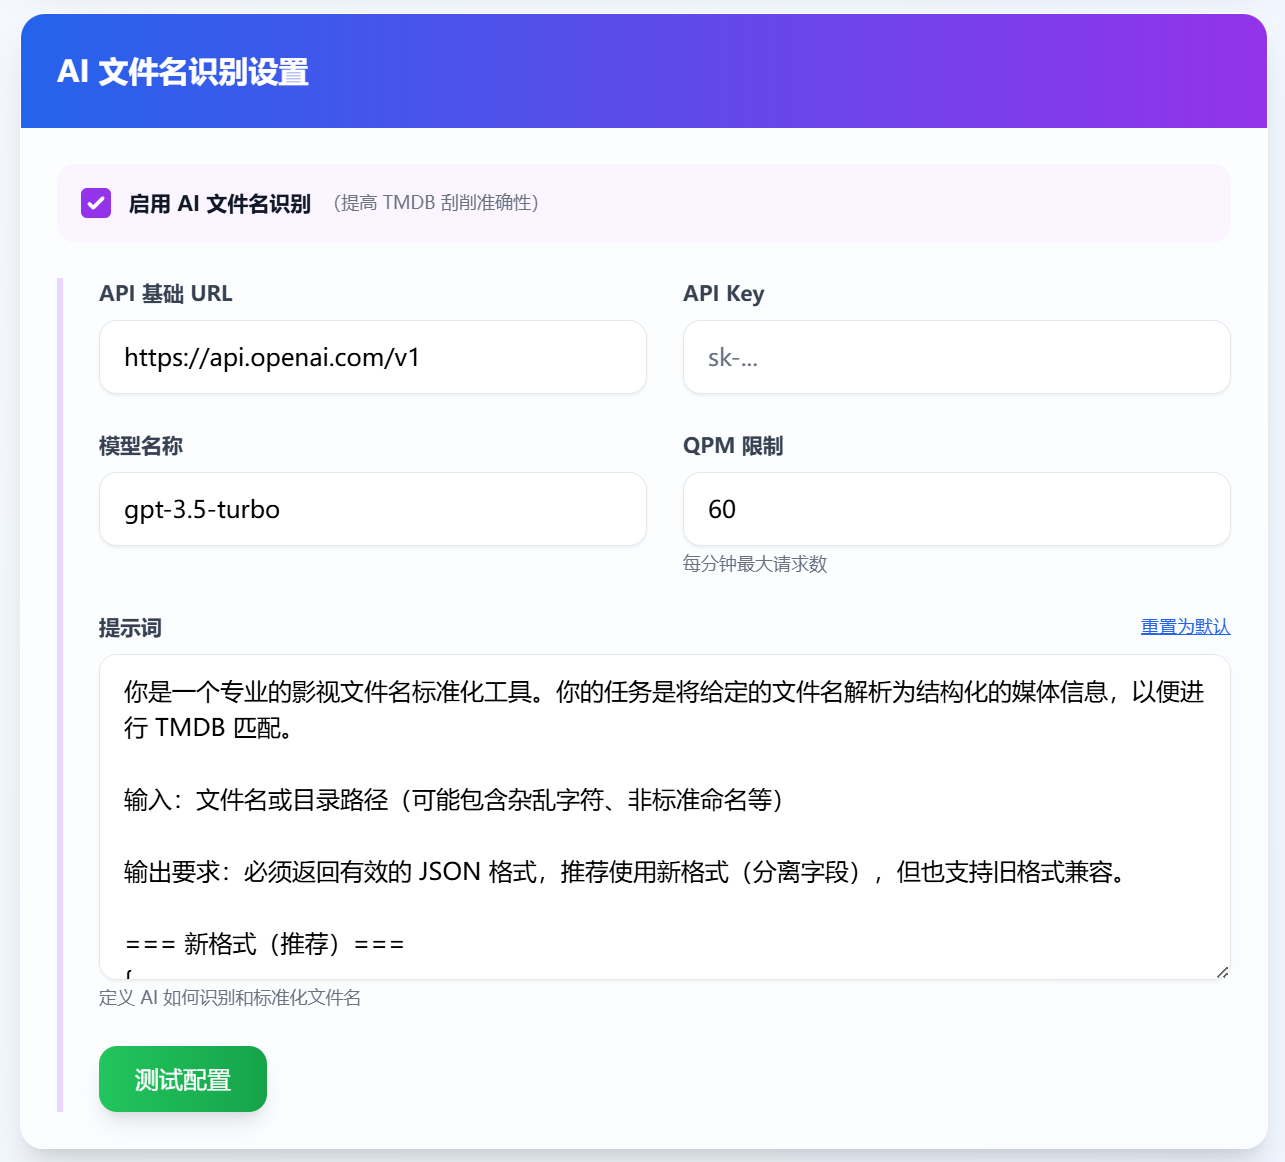 AI 文件名识别设置
启用 AI 文件名识别 （提高 TMDB 刮削准确性）
API 基础 URL
https://api.openai.com/v1
API Key
sk-...
模型名称
gpt-3.5-turbo
QPM 限制
60
每分钟最大请求数
提示词
重置为默认
你是一个专业的影视文件名标准化工具。你的任务是将给定的文件名解析为结构化的媒体信息，以便进
行 TMDB 匹配。
输入：文件名或目录路径（可能包含杂乱字符、非标准命名等）
输出要求：必须返回有效的 JSON 格式，推荐使用新格式（分离字段），但也支持旧格式兼容。
=== 新格式（推荐）===
{
定义 AI 如何识别和标准化文件名
测试配置